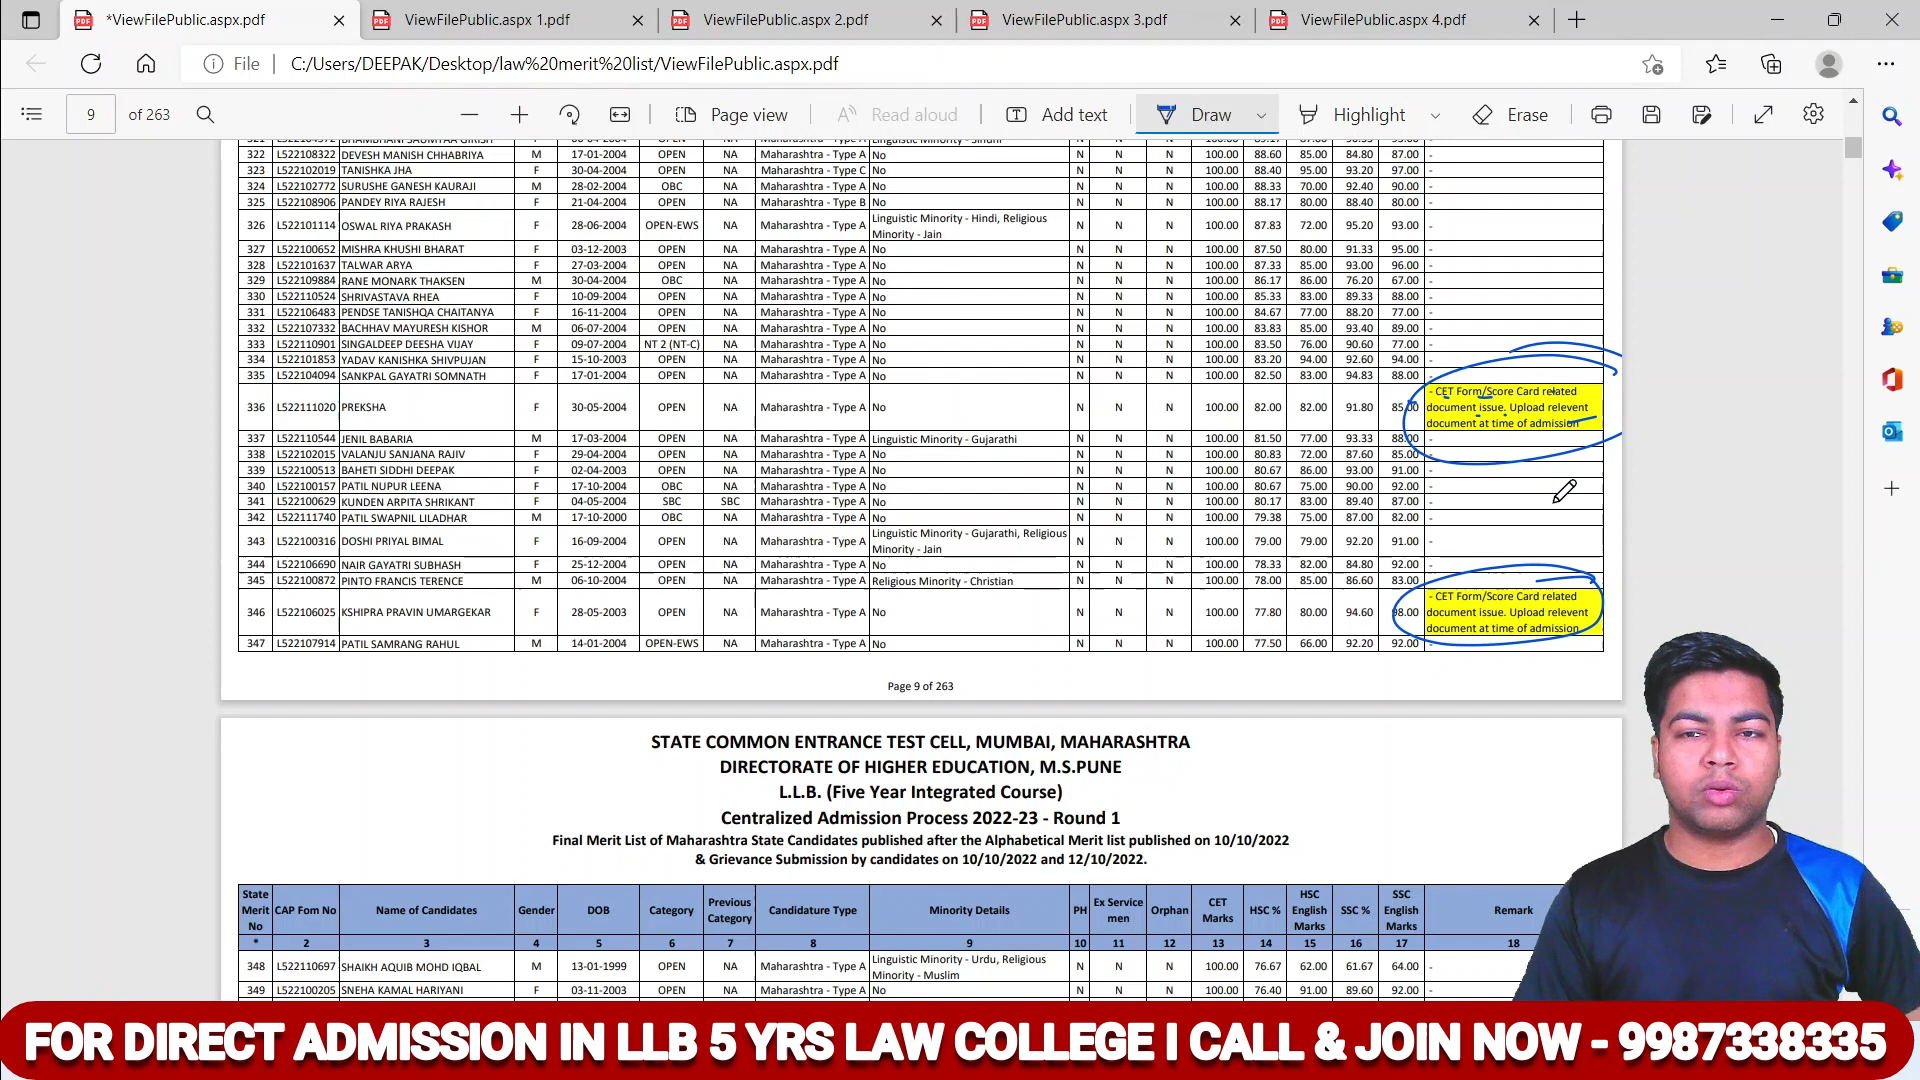 *ViewFilePublic.aspx.pdf
ViewFilePublic.aspx 1.pdf
ViewFilePublic.aspx 2.pdf
ViewFilePublic.aspx 3.pdf
ViewFilePublic.aspx 4.pdf
File
C:/Users/DEEPAK/Desktop/law%20merit%20list/ViewFilePublic.aspx.pdf
9 of 263
Page view
Read aloud
Add text
Draw
Highlight
Erase
322 L522108322 DEVESH MANISH CHHABRIYA M 17-01-2004 OPEN NA Maharashtra - Type A No N N N 100.00 88.60 85.00 84.80 87.00 -
323 L522102019 TANISHKA JHA F 30-04-2004 OPEN NA Maharashtra - Type C No N N N 100.00 88.40 95.00 93.20 97.00 -
324 L522102772 SURUSHE GANESH KAURAJI M 28-02-2004 OBC NA Maharashtra - Type A No N N N 100.00 88.33 70.00 92.40 90.00 -
325 L522108906 PANDEY RIYA RAJESH F 21-04-2004 OPEN NA Maharashtra - Type B No N N N 100.00 88.17 80.00 88.40 80.00 -
326 L522101114 OSWAL RIYA PRAKASH F 28-06-2004 OPEN-EWS NA Maharashtra - Type A Linguistic Minority - Hindi, Religious Minority - Jain N N N 100.00 87.83 72.00 95.20 93.00 -
327 L522100652 MISHRA KHUSHI BHARAT F 03-12-2003 OPEN NA Maharashtra - Type A No N N N 100.00 87.50 80.00 91.33 95.00 -
328 L522101637 TALWAR ARYA F 27-03-2004 OPEN NA Maharashtra - Type A No N N N 100.00 87.33 85.00 93.00 96.00 -
329 L522109884 RANE MONARK THAKSEN M 30-04-2004 OBC NA Maharashtra - Type A No N N N 100.00 86.17 86.00 76.20 67.00 -
330 L522110524 SHRIVASTAVA RHEA F 10-09-2004 OPEN NA Maharashtra - Type A No N N N 100.00 85.33 83.00 89.33 88.00 -
331 L522106483 PENDSE TANISHQA CHAITANYA F 16-11-2004 OPEN NA Maharashtra - Type A No N N N 100.00 84.67 77.00 88.20 77.00 -
332 L522107332 BACHHAV MAYURESH KISHOR M 06-07-2004 OPEN NA Maharashtra - Type A No N N N 100.00 83.83 85.00 93.40 89.00 -
333 L522110901 SINGALDEEP DEESHA VIJAY F 09-07-2004 NT 2 (NT-C) NA Maharashtra - Type A No N N N 100.00 83.50 76.00 90.60 77.00 -
334 L522101853 YADAV KANISHKA SHIVPUJAN F 15-10-2003 OPEN NA Maharashtra - Type A No N N N 100.00 83.20 94.00 92.60 94.00 -
335 L522104094 SANKPAL GAYATRI SOMNATH F 17-01-2004 OPEN NA Maharashtra - Type A No N N N 100.00 82.50 83.00 94.83 88.00 -
336 L522111020 PREKSHA F 30-05-2004 OPEN NA Maharashtra - Type A No N N N 100.00 82.00 82.00 91.80 85.00 - CET Form/Score Card related document issue. Upload relevent document at time of admission
337 L522110544 JENIL BABARIA M 17-03-2004 OPEN NA Maharashtra - Type A Linguistic Minority - Gujarathi N N N 100.00 81.50 77.00 93.33 88.00 -
338 L522102015 VALANJU SANJANA RAJIV F 29-04-2004 OPEN NA Maharashtra - Type A No N N N 100.00 80.83 72.00 87.60 85.00 -
339 L522100513 BAHETI SIDDHI DEEPAK F 02-04-2003 OPEN NA Maharashtra - Type A No N N N 100.00 80.67 86.00 93.00 91.00 -
340 L522100157 PATIL NUPUR LEENA F 17-10-2004 OBC NA Maharashtra - Type A No N N N 100.00 80.67 75.00 90.00 92.00 -
341 L522100629 KUNDEN ARPITA SHRIKANT F 04-05-2004 SBC SBC Maharashtra - Type A No N N N 100.00 80.17 83.00 89.40 87.00 -
342 L522111740 PATIL SWAPNIL LILADHAR M 17-10-2000 OBC NA Maharashtra - Type A No N N N 100.00 79.38 75.00 87.00 82.00 -
343 L522100316 DOSHI PRIYAL BIMAL F 16-09-2004 OPEN NA Maharashtra - Type A Linguistic Minority - Gujarathi, Religious Minority - Jain N N N 100.00 79.00 79.00 92.20 91.00 -
344 L522106690 NAIR GAYATRI SUBHASH F 25-12-2004 OPEN NA Maharashtra - Type A No N N N 100.00 78.33 82.00 84.80 92.00 -
345 L522100872 PINTO FRANCIS TERENCE M 06-10-2004 OPEN NA Maharashtra - Type A Religious Minority - Christian N N N 100.00 78.00 85.00 86.60 83.00 -
346 L522106025 KSHIPRA PRAVIN UMARGEKAR F 28-05-2003 OPEN NA Maharashtra - Type A No N N N 100.00 77.80 80.00 94.60 98.00 - CET Form/Score Card related document issue. Upload relevent document at time of admission
347 L522107914 PATIL SAMRANG RAHUL M 14-01-2004 OPEN-EWS NA Maharashtra - Type A No N N N 100.00 77.50 66.00 92.20 92.00 -
Page 9 of 263
STATE COMMON ENTRANCE TEST CELL, MUMBAI, MAHARASHTRA
DIRECTORATE OF HIGHER EDUCATION, M.S.PUNE
L.L.B. (Five Year Integrated Course)
Centralized Admission Process 2022-23 - Round 1
Final Merit List of Maharashtra State Candidates published after the Alphabetical Merit list published on 10/10/2022
& Grievance Submission by candidates on 10/10/2022 and 12/10/2022.
State Merit No CAP Fom No Name of Candidates Gender DOB Category Previous Category Candidature Type Minority Details PH Ex Service men Orphan CET Marks HSC % HSC English Marks SSC % SSC English Marks Remark
* 2 3 4 5 6 7 8 9 10 11 12 13 14 15 16 17 18
348 L522110697 SHAIKH AQUIB MOHD IQBAL M 13-01-1999 OPEN NA Maharashtra - Type A Linguistic Minority - Urdu, Religious Minority - Muslim N N N 100.00 76.67 62.00 61.67 64.00 -
349 L522100205 SNEHA KAMAL HARIYANI F 03-11-2003 OPEN NA Maharashtra - Type A No N N N 100.00 76.40 91.00 89.60 92.00 -
FOR DIRECT ADMISSION IN LLB 5 YRS LAW COLLEGE I CALL & JOIN NOW - 9987338335